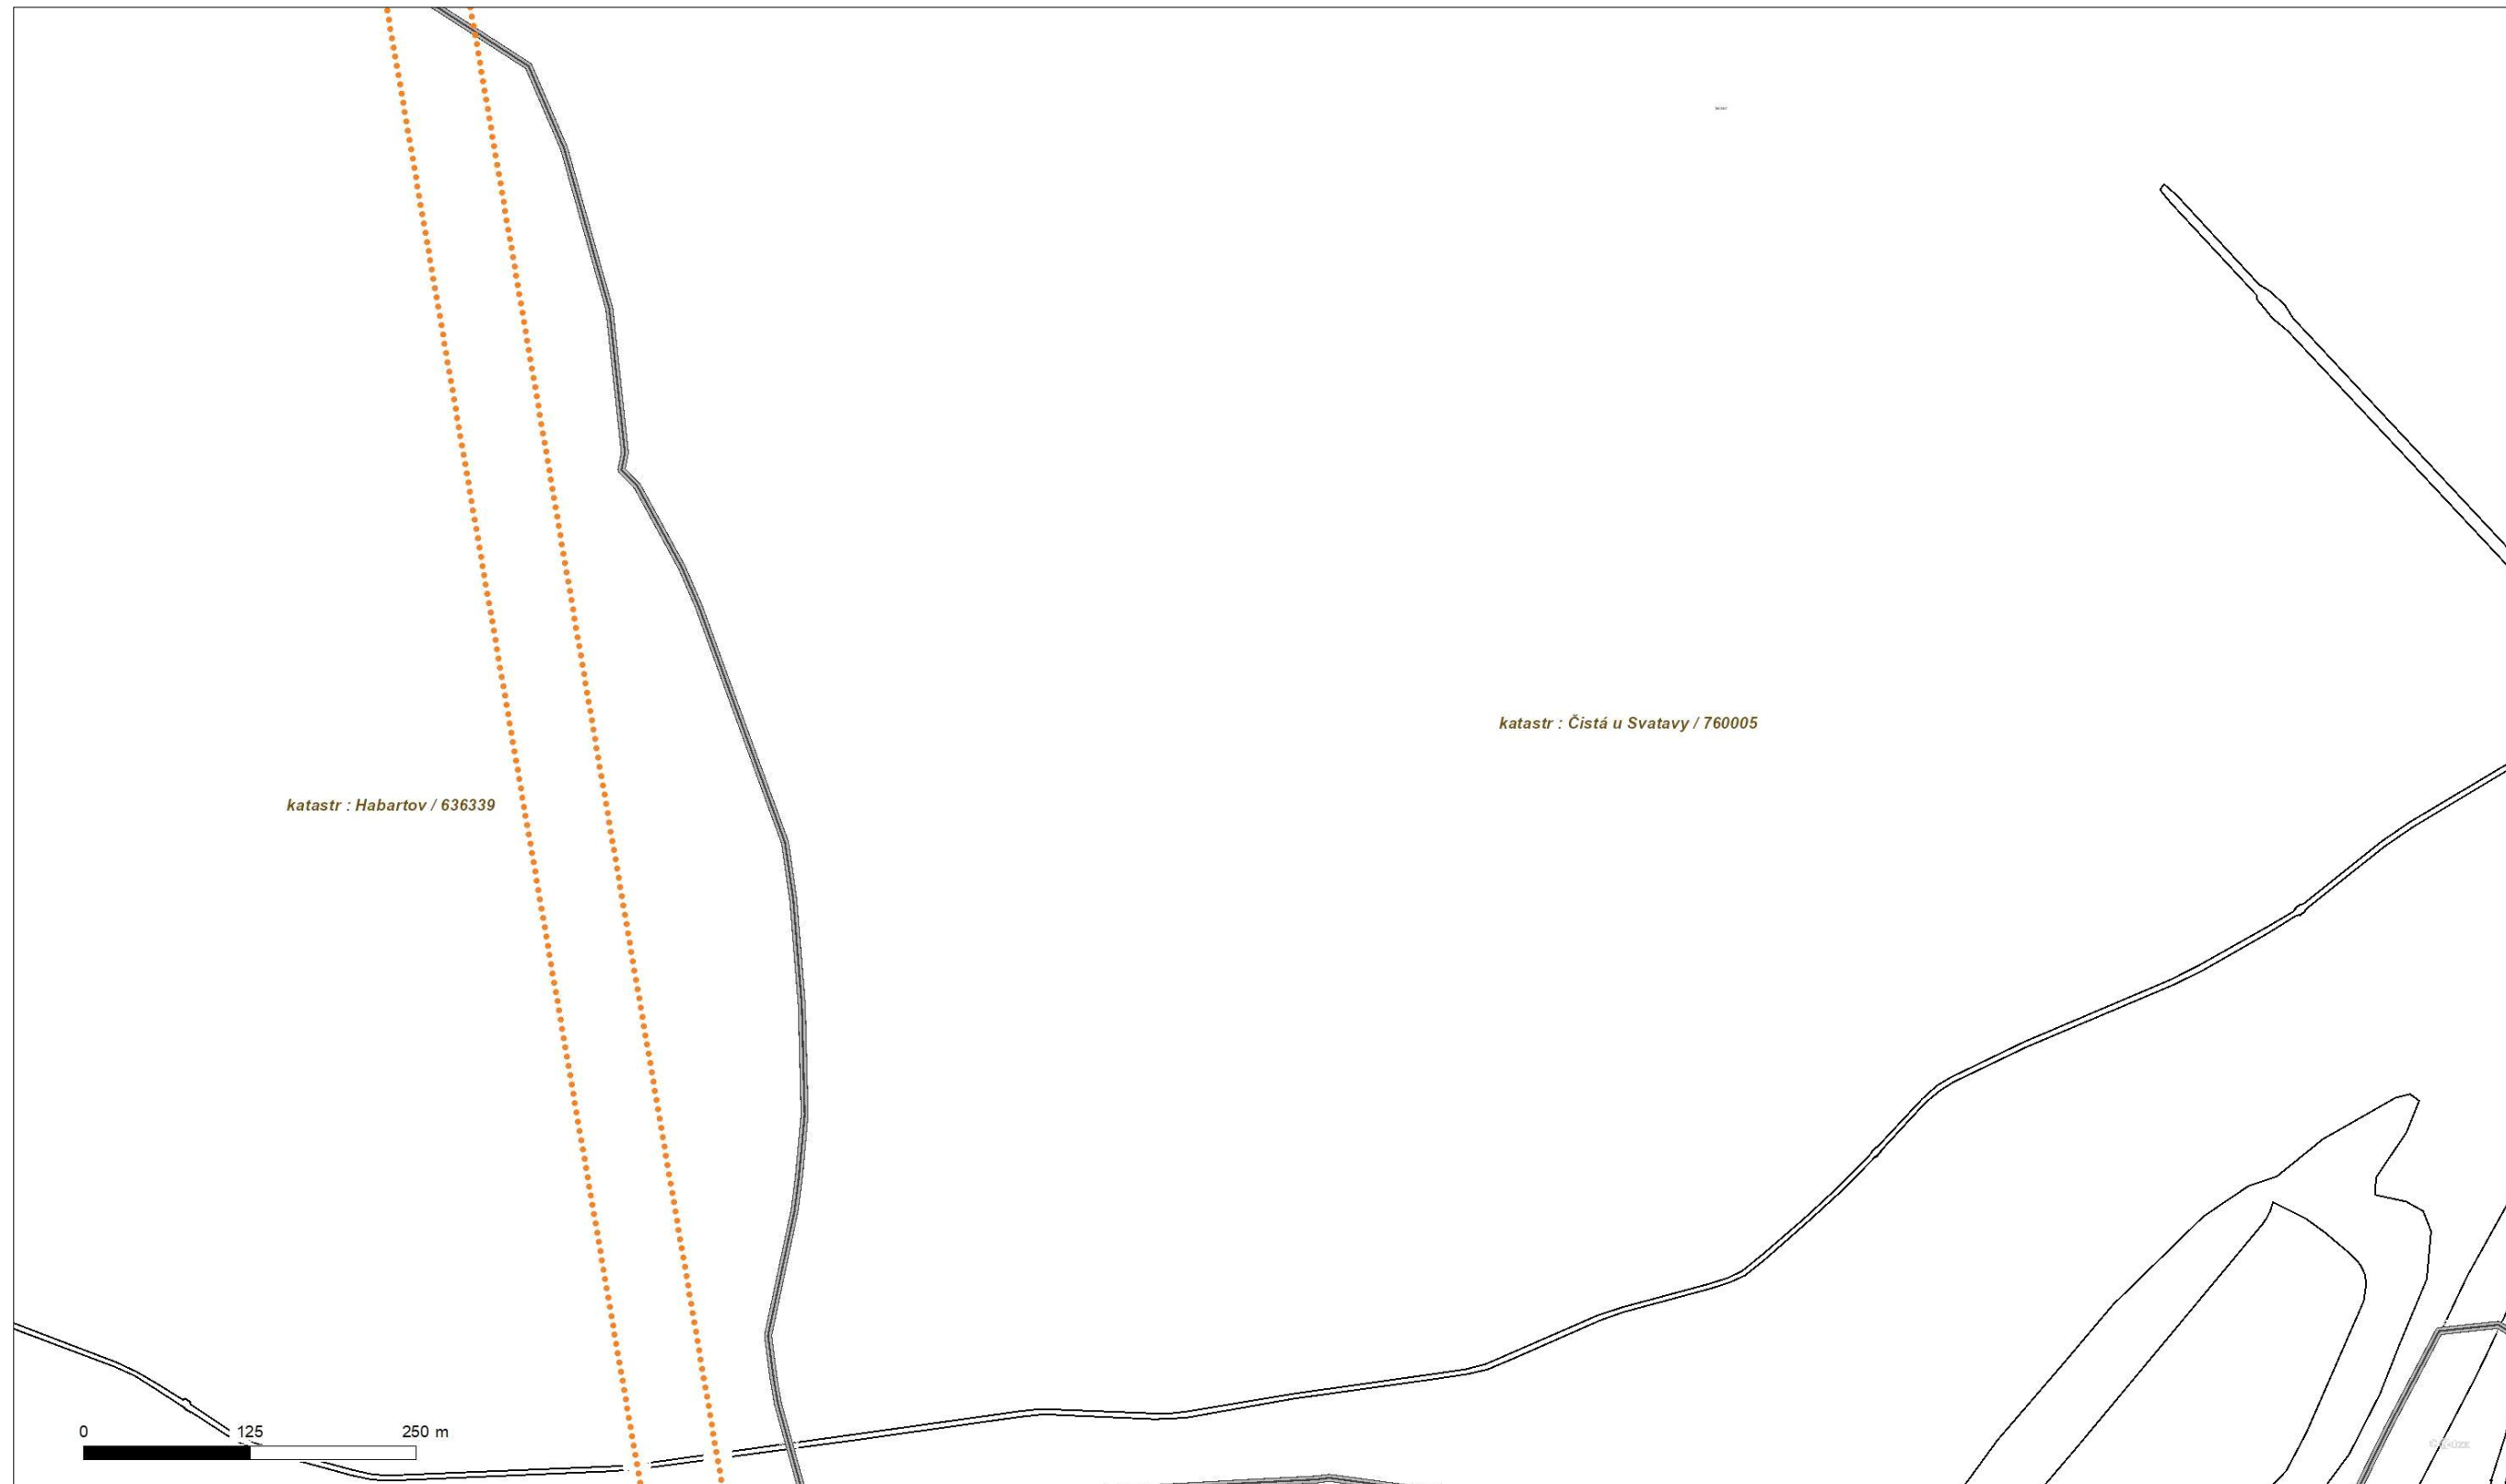 katastr : Čistá u Svatavy / 760005
katastr : Habartov / 636339
0 125 250 m